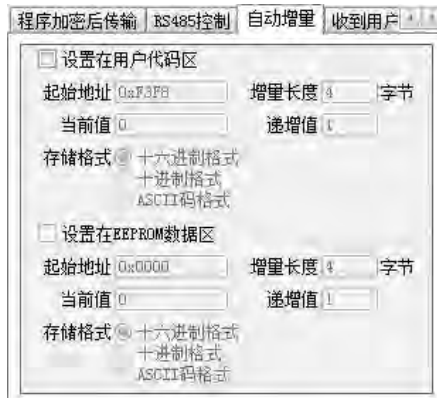 程序加密后传输 RS485控制 自动增量 收到用户
设置在用户代码区
起始地址 0xF3F8 增量长度 4 字节
当前值 0 递增值 1
存储格式 十六进制格式
十进制格式
ASCII码格式
设置在EEPROM数据区
起始地址 0x0000 增量长度 4 字节
当前值 0 递增值 1
存储格式 十六进制格式
十进制格式
ASCII码格式